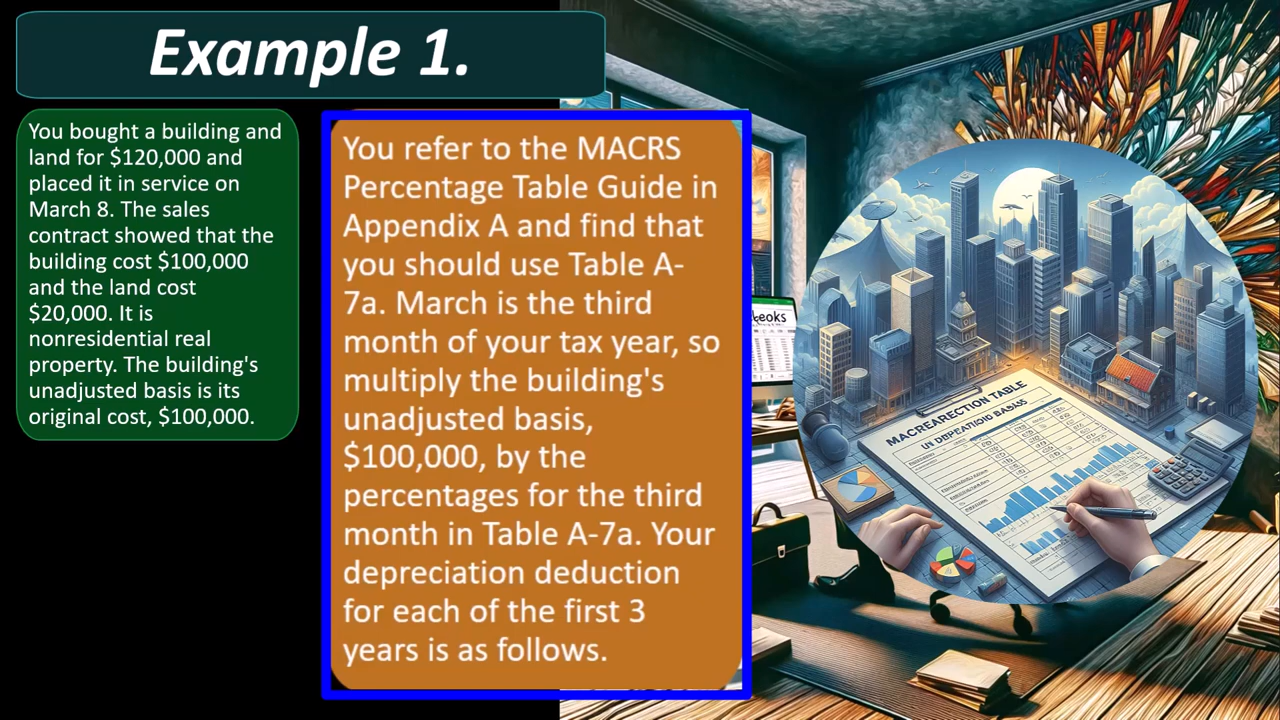 Example 1.
You bought a building and
land for $120,000 and
placed it in service on
March 8. The sales
contract showed that the
building cost $100,000
and the land cost
$20,000. It is
nonresidential real
property. The building's
unadjusted basis is its
original cost, $100,000.
You refer to the MACRS
Percentage Table Guide in
Appendix A and find that
you should use Table A-
7a. March is the third
month of your tax year, so
multiply the building's
unadjusted basis,
$100,000, by the
percentages for the third
month in Table A-7a. Your
depreciation deduction
for each of the first 3
years is as follows.
MACREARECTION TABLE